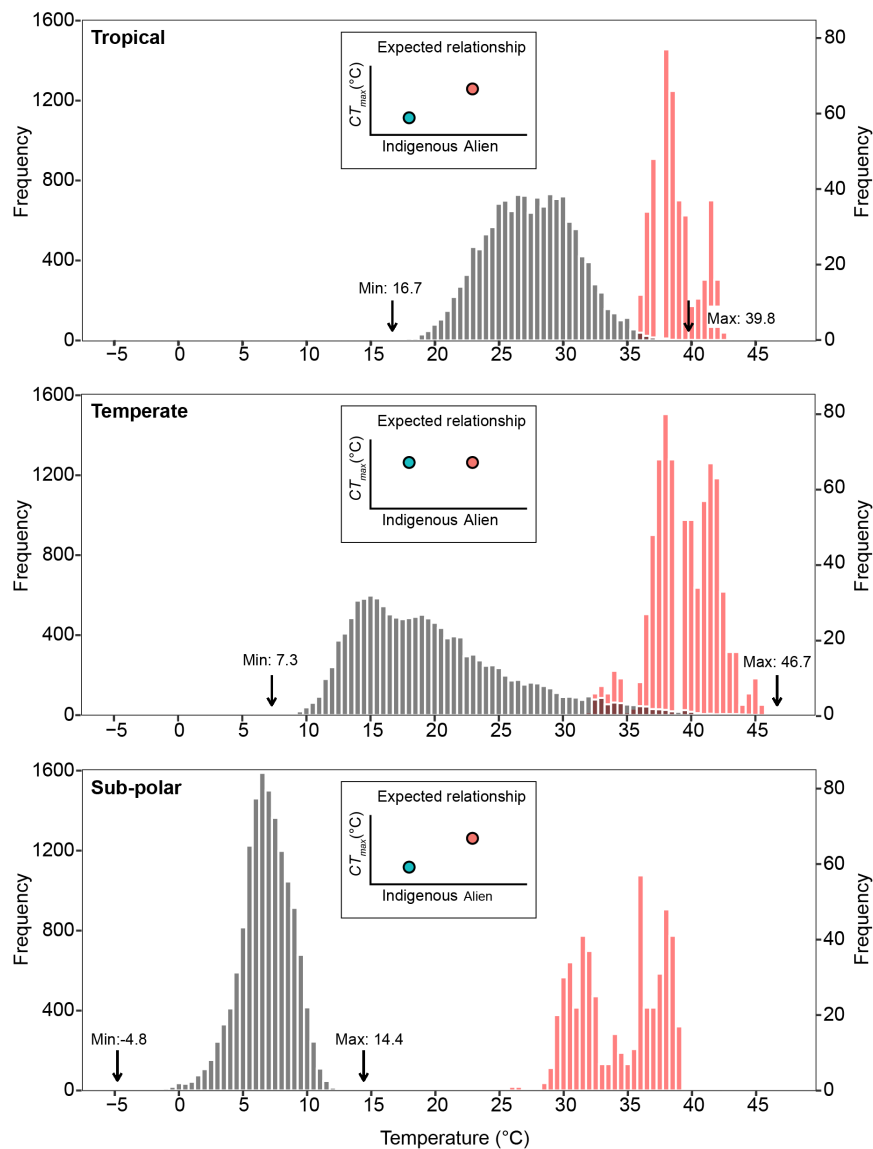 Tropical
Expected relationship
CTmax(°C)
Indigenous Alien
Frequency
Frequency
1600
1200
800
400
0
80
60
40
20
0
Min: 16.7
Max: 39.8
−5 0 5 10 15 20 25 30 35 40 45
Temperate
Expected relationship
CTmax(°C)
Indigenous Alien
Frequency
Frequency
1600
1200
800
400
0
80
60
40
20
0
Min: 7.3
Max: 46.7
−5 0 5 10 15 20 25 30 35 40 45
Sub-polar
Expected relationship
CTmax(°C)
Indigenous Alien
Frequency
Frequency
1600
1200
800
400
0
80
60
40
20
0
Min:-4.8
Max: 14.4
−5 0 5 10 15 20 25 30 35 40 45
Temperature (°C)